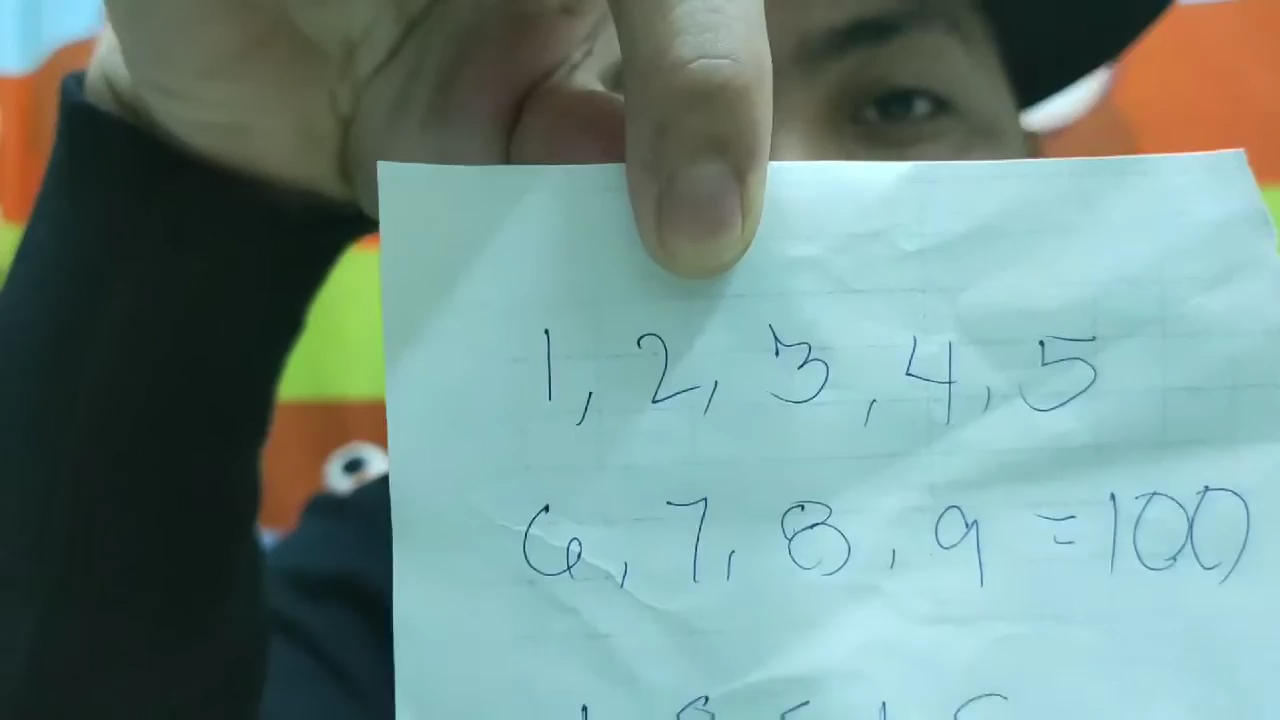 1, 2, 3, 4, 5
6, 7, 8, 9 = 100